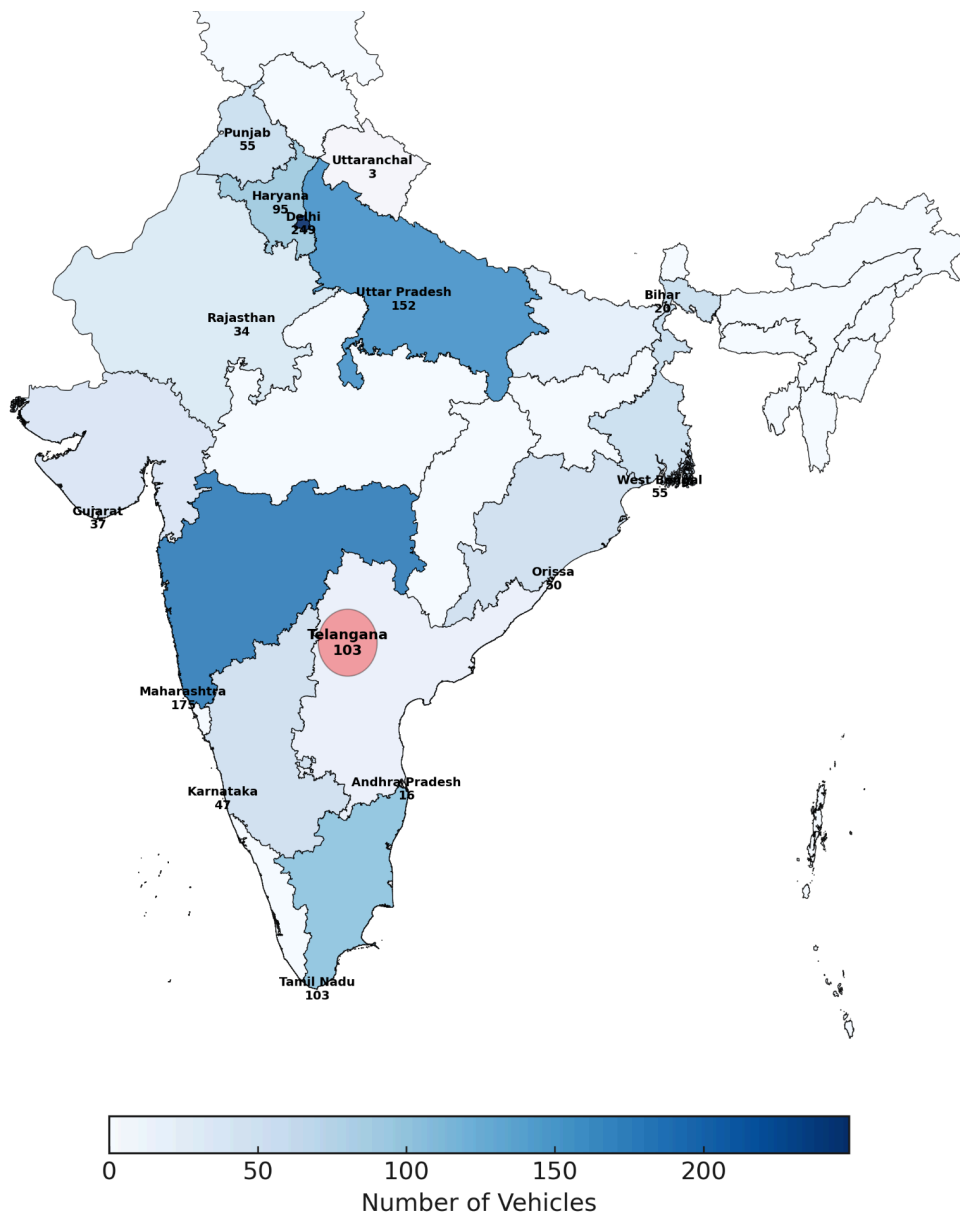 Punjab
55
Uttaranchal
3
Haryana
95
Delhi
249
Uttar Pradesh
152
Bihar
20
Rajasthan
34
West Bengal
55
Gujarat
37
Orissa
50
Telangana
103
Maharashtra
175
Andhra Pradesh
16
Karnataka
47
Tamil Nadu
103
0 50 100 150 200
Number of Vehicles